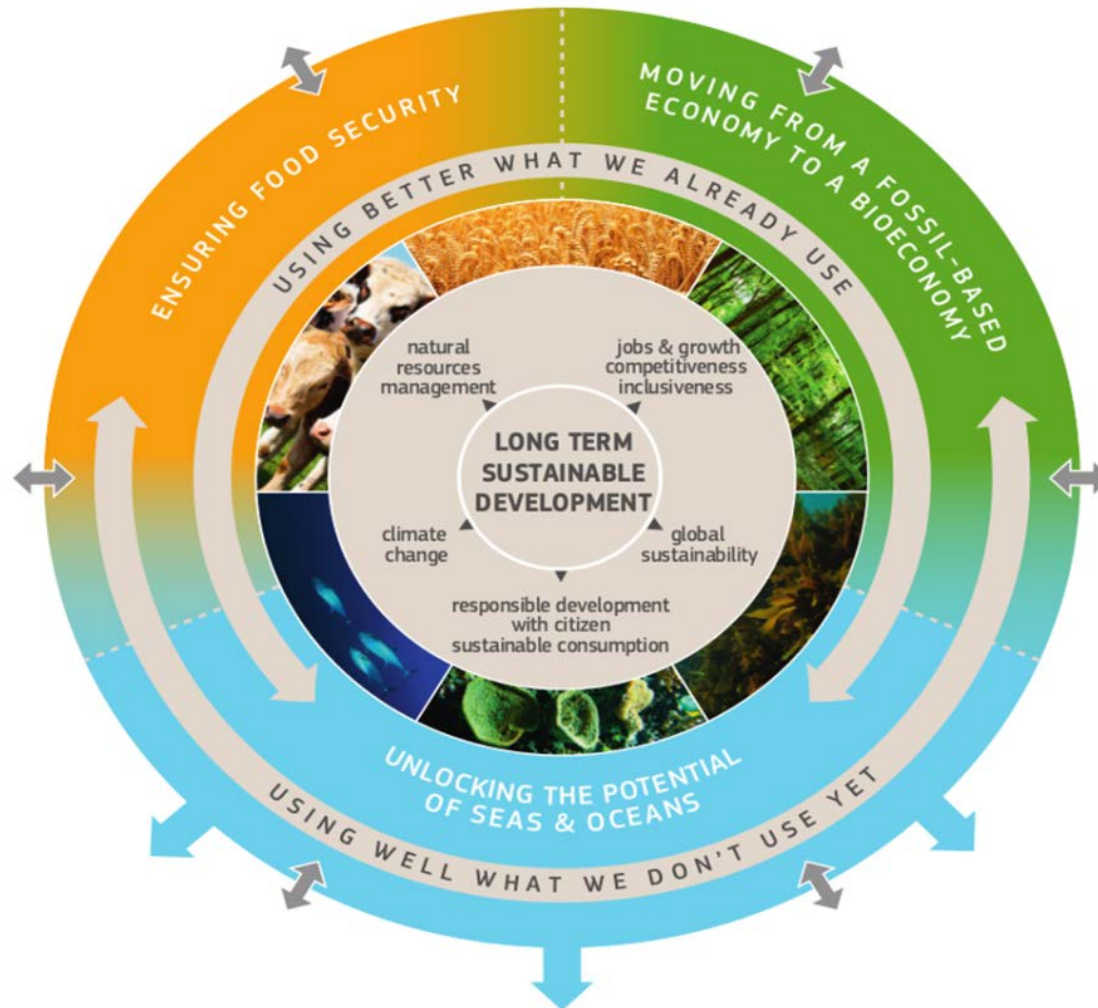 ENSURING FOOD SECURITY
MOVING FROM A FOSSIL-BASED
ECONOMY TO A BIOECONOMY
USING BETTER WHAT WE ALREADY USE
natural
resources
management
jobs & growth
competitiveness
inclusiveness
LONG TERM
SUSTAINABLE
DEVELOPMENT
climate
change
global
sustainability
responsible development
with citizen
sustainable consumption
UNLOCKING THE POTENTIAL
OF SEAS & OCEANS
USING WELL WHAT WE DON'T USE YET